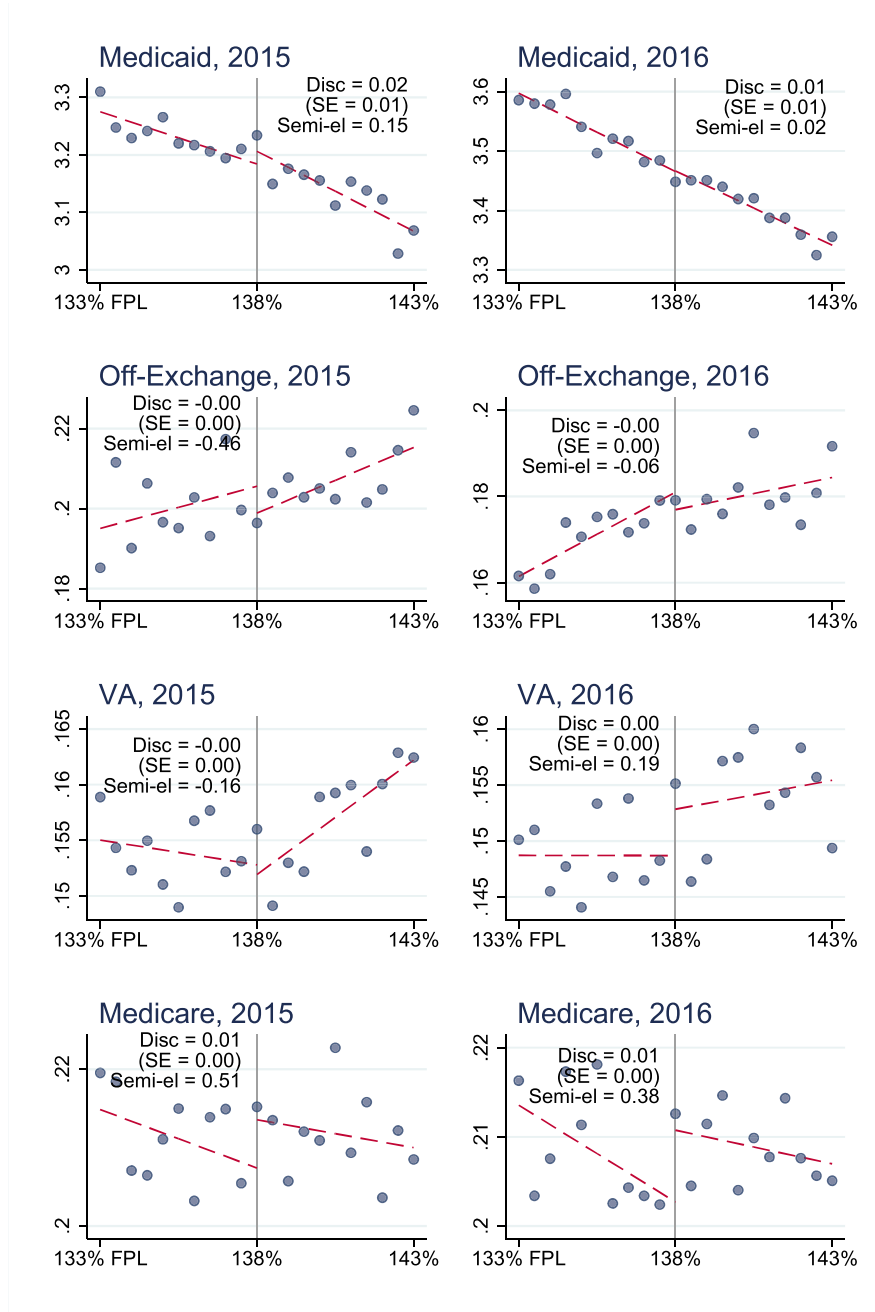 Medicaid, 2015
Disc = 0.02
(SE = 0.01)
Semi-el = 0.15
3.3
3.2
3.1
3
133% FPL
138%
143%
Medicaid, 2016
Disc = 0.01
(SE = 0.01)
Semi-el = 0.02
3.6
3.5
3.4
3.3
133% FPL
138%
143%
Off-Exchange, 2015
Disc = -0.00
(SE = 0.00)
Semi-el = -0.46
.22
.2
.18
133% FPL
138%
143%
Off-Exchange, 2016
Disc = -0.00
(SE = 0.00)
Semi-el = -0.06
.2
.18
.16
133% FPL
138%
143%
VA, 2015
Disc = -0.00
(SE = 0.00)
Semi-el = -0.16
.165
.16
.155
.15
133% FPL
138%
143%
VA, 2016
Disc = 0.00
(SE = 0.00)
Semi-el = 0.19
.16
.155
.15
.145
133% FPL
138%
143%
Medicare, 2015
Disc = 0.01
(SE = 0.00)
Semi-el = 0.51
.22
.2
133% FPL
138%
143%
Medicare, 2016
Disc = 0.01
(SE = 0.00)
Semi-el = 0.38
.22
.21
.2
133% FPL
138%
143%